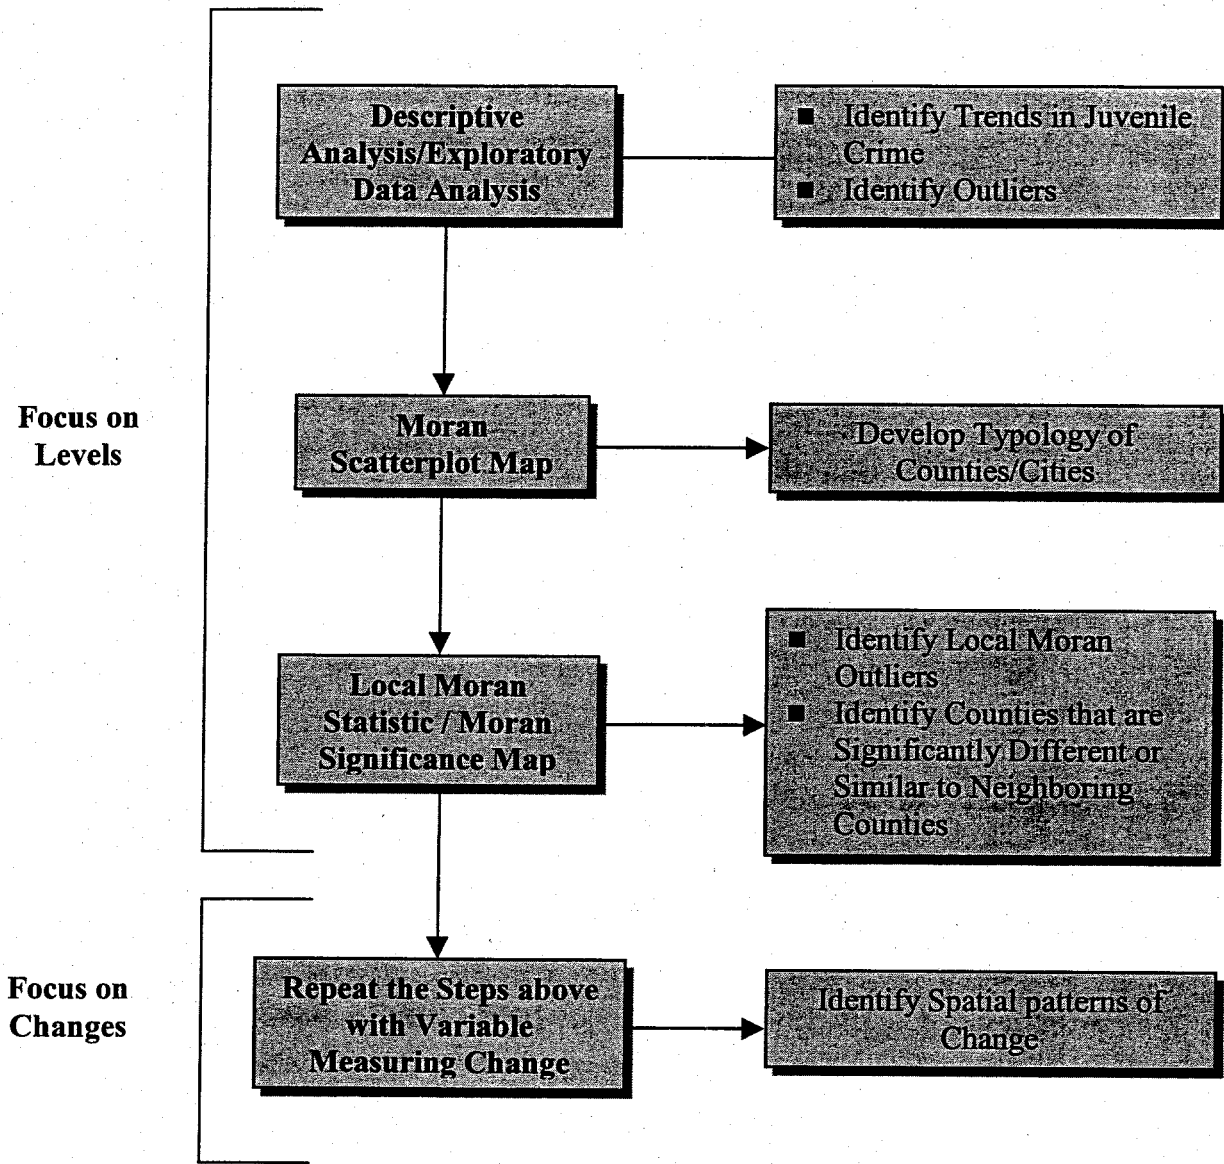 Descriptive
Analysis/Exploratory
Data Analysis
■ Identify Trends in Juvenile
Crime
■ Identify Outliers
Focus on
Levels
Moran
Scatterplot Map
Develop Typology of
Counties/Cities
Local Moran
Statistic / Moran
Significance Map
■ Identify Local Moran
Outliers
■ Identify Counties that are
Significantly Different or
Similar to Neighboring
Counties
Focus on
Changes
Repeat the Steps above
with Variable
Measuring Change
Identify Spatial patterns of
Change